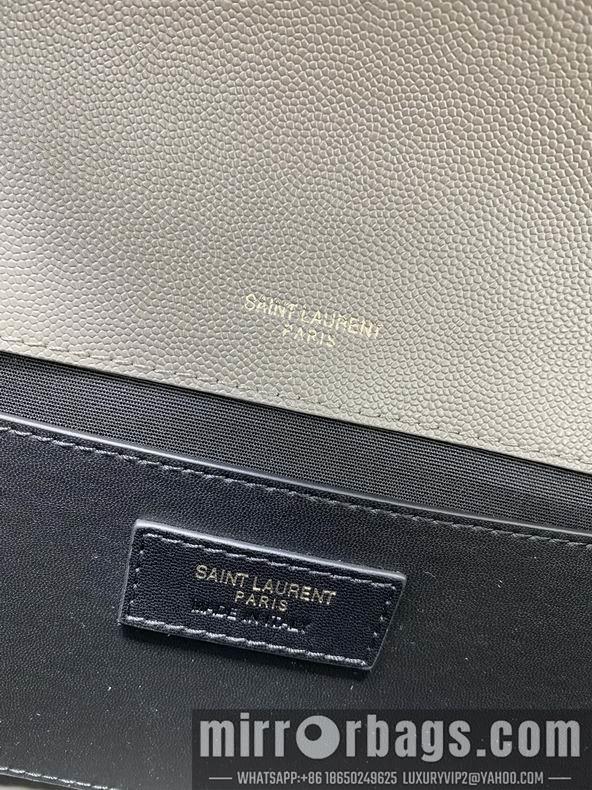 SAINT LAURENT
PARIS
SAINT LAURENT
PARIS
MADE IN ITALY
mirrorbags.com
WHATSAPP:+86 18650249625 LUXURYVIP2@YAHOO.COM